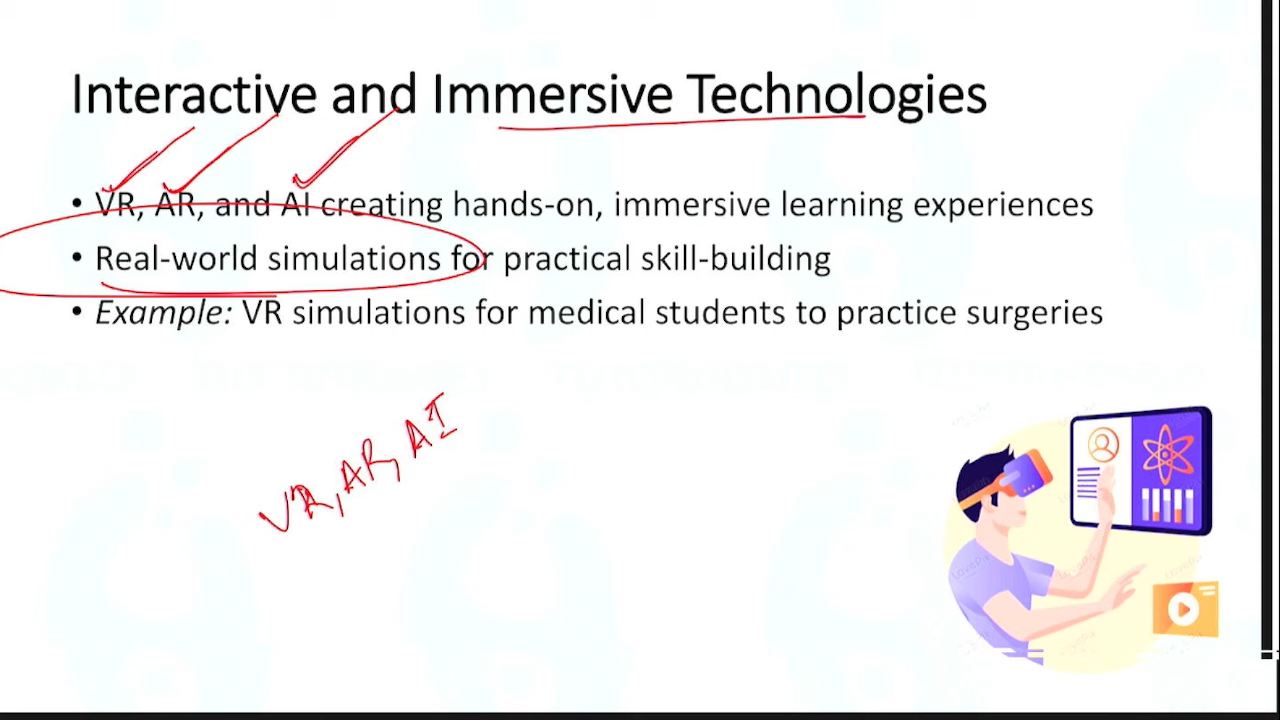 Interactive and Immersive Technologies
• VR, AR, and AI creating hands-on, immersive learning experiences
• Real-world simulations for practical skill-building
• Example: VR simulations for medical students to practice surgeries
VR, AR, AI